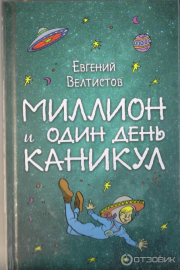 Евгений
Велтистов
МИЛЛИОН
и ОДИН ДЕНЬ
КАНИКУЛ
ОТЗОВИК